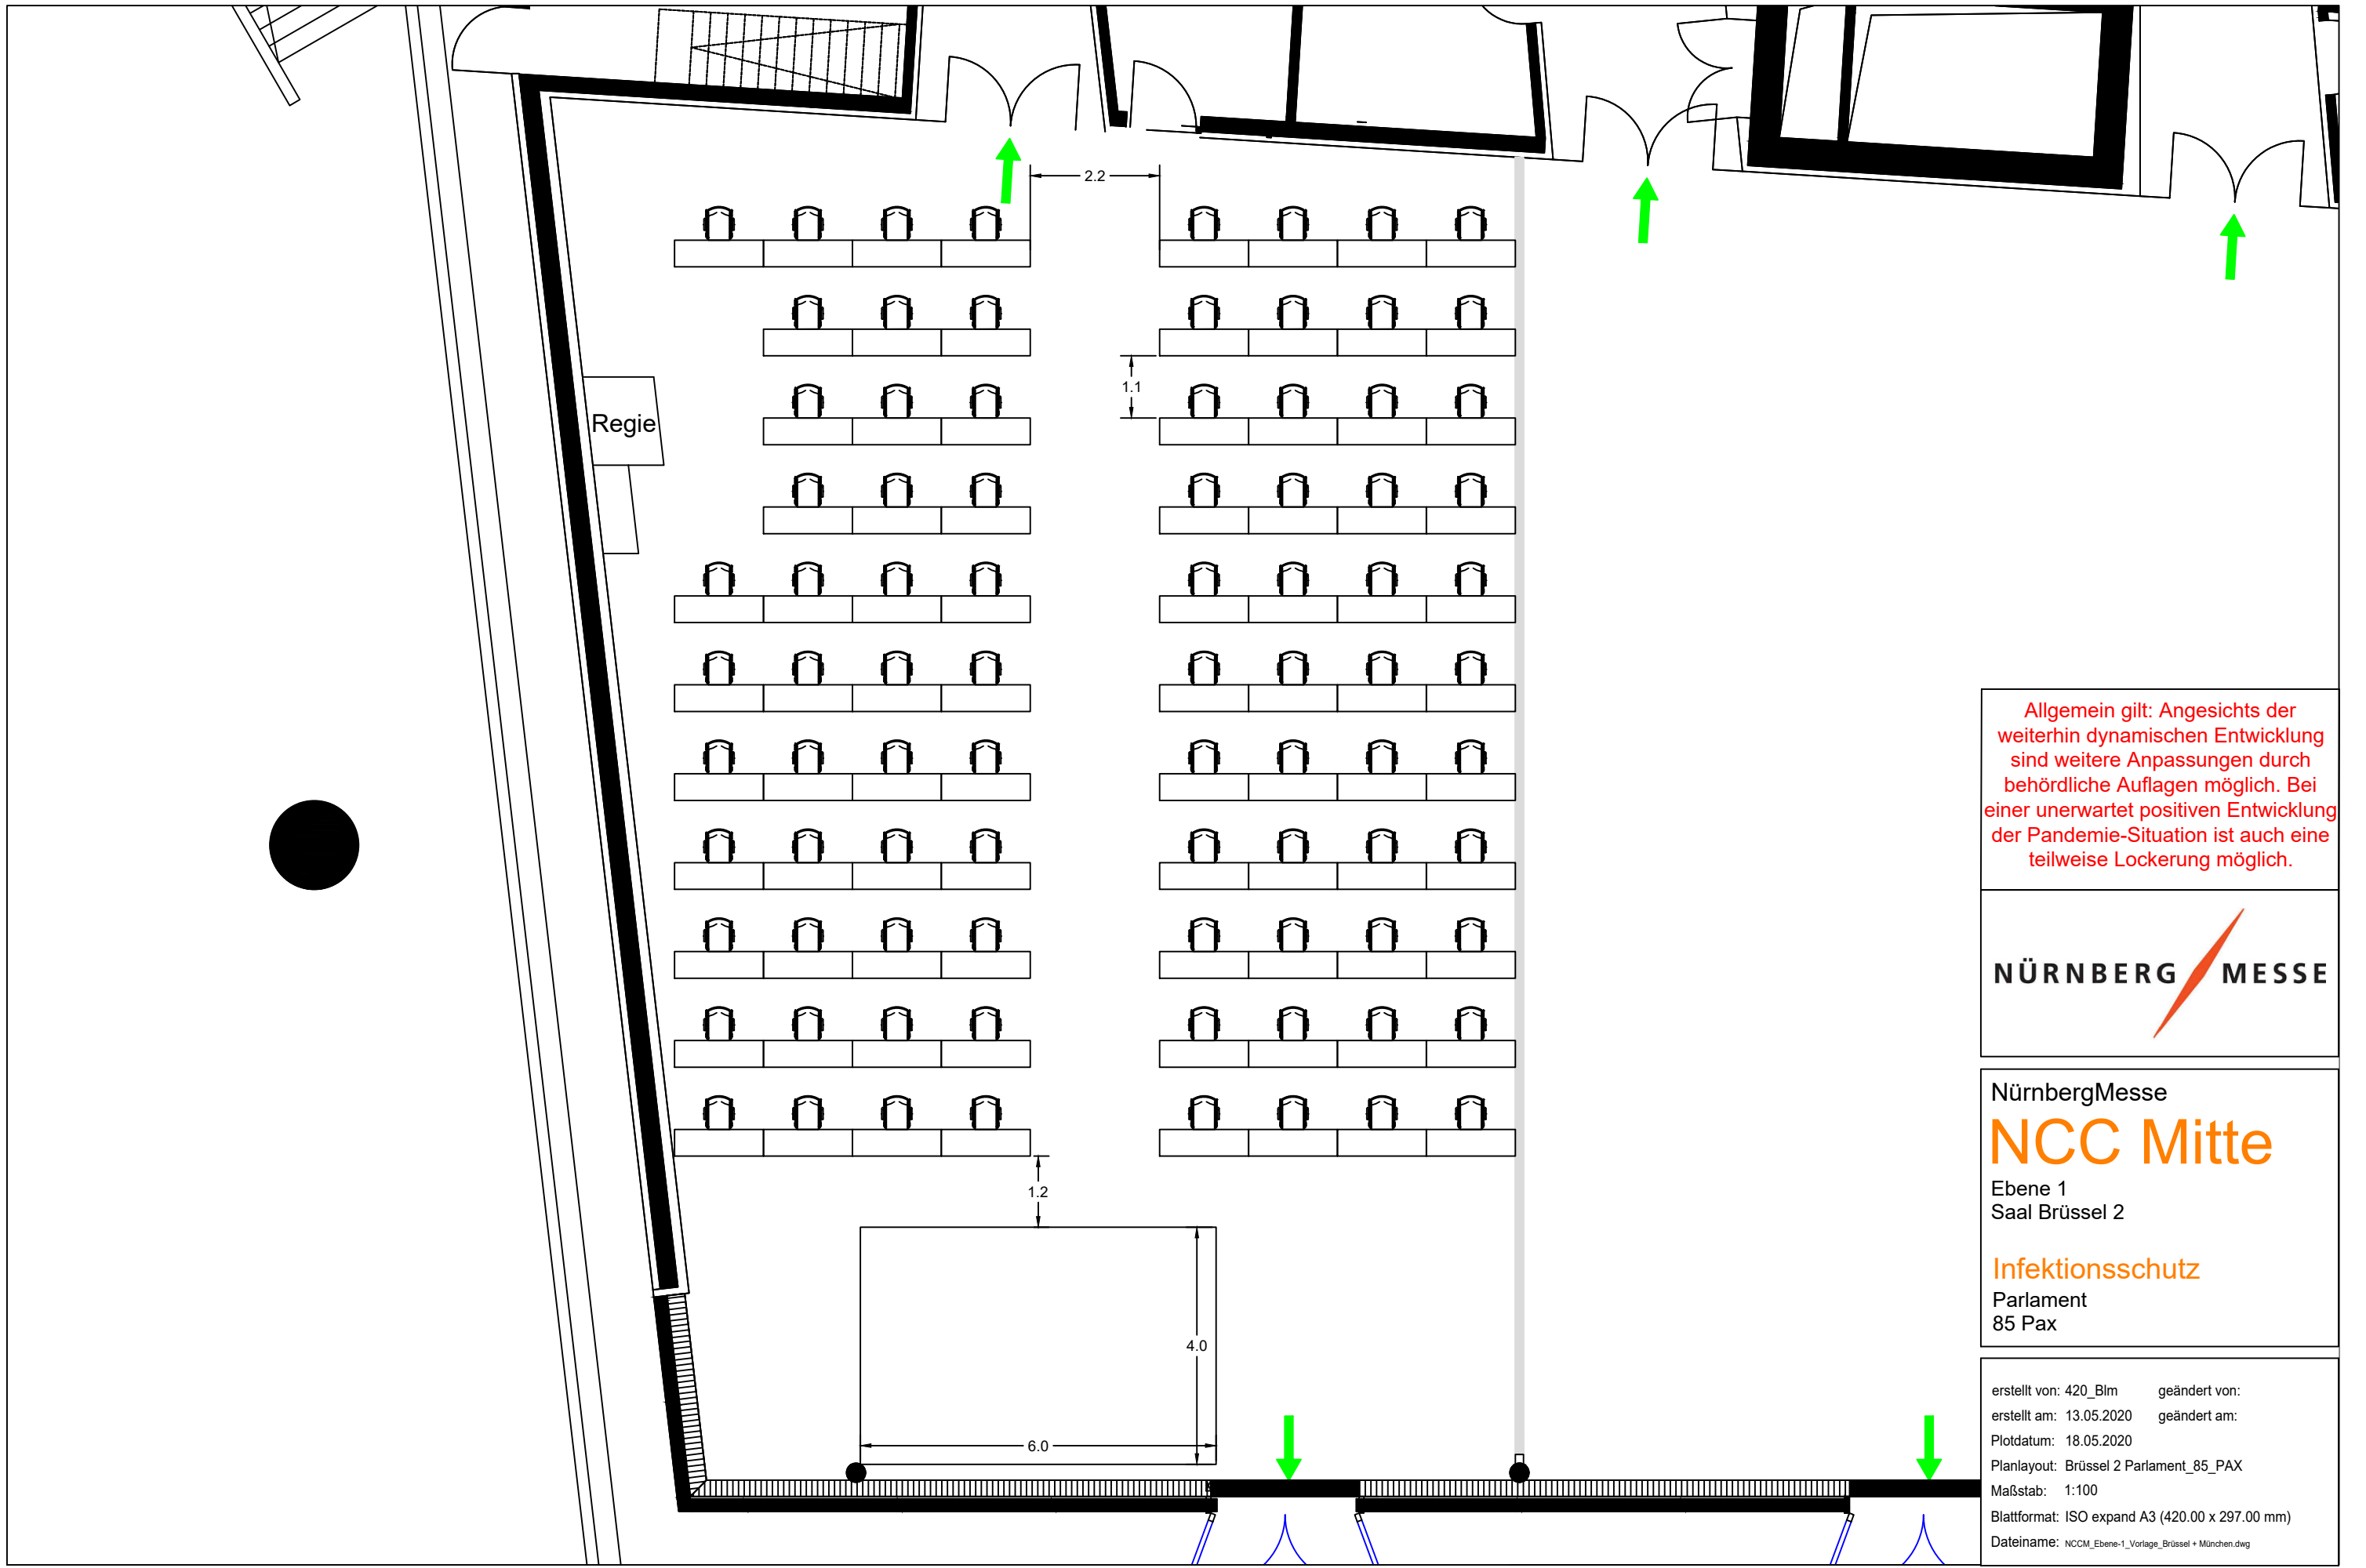 2.2
1.1
Regie
1.2
4.0
6.0
Allgemein gilt: Angesichts der
weiterhin dynamischen Entwicklung
sind weitere Anpassungen durch
behördliche Auflagen möglich. Bei
einer unerwartet positiven Entwicklung
der Pandemie-Situation ist auch eine
teilweise Lockerung möglich.
NÜRNBERG MESSE
NürnbergMesse
NCC Mitte
Ebene 1
Saal Brüssel 2
Infektionsschutz
Parlament
85 Pax
erstellt von: 420_Blm geändert von:
erstellt am: 13.05.2020 geändert am:
Plotdatum: 18.05.2020
Planlayout: Brüssel 2 Parlament_85_PAX
Maßstab: 1:100
Blattformat: ISO expand A3 (420.00 x 297.00 mm)
Dateiname: NCCM_Ebene-1_Vorlage_Brüssel + München.dwg